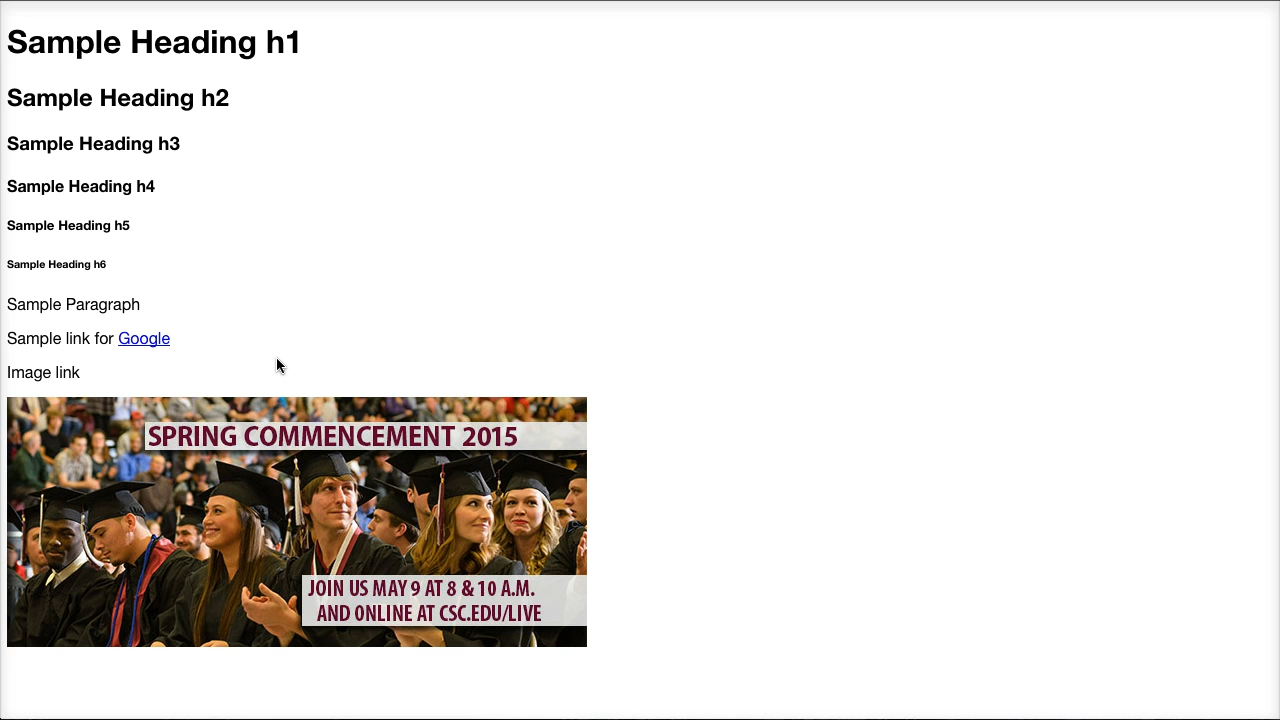 Sample Heading h1
Sample Heading h2
Sample Heading h3
Sample Heading h4
Sample Heading h5
Sample Heading h6
Sample Paragraph
Sample link for Google
Image link
SPRING COMMENCEMENT 2015
JOIN US MAY 9 AT 8 & 10 A.M.
AND ONLINE AT CSC.EDU/LIVE